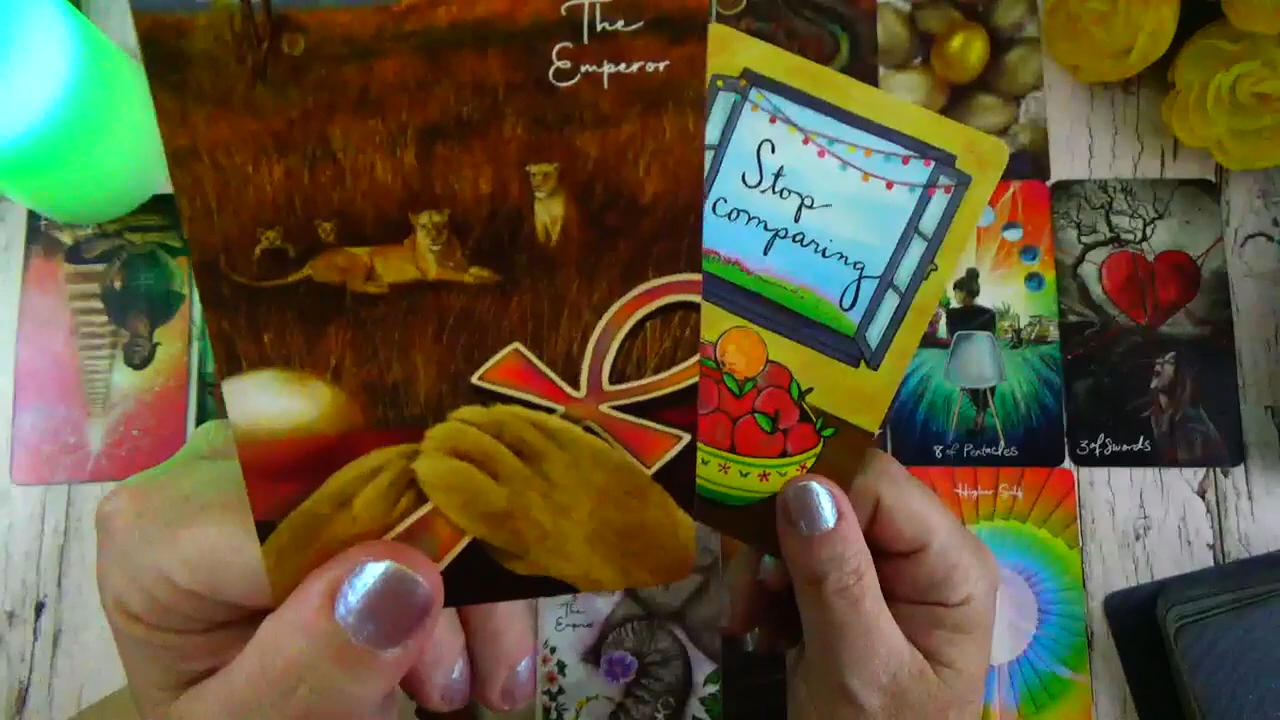 The
Emperor
Stop
comparing
8 of Pentacles
3 of Swords
Higher Self
The
Empress